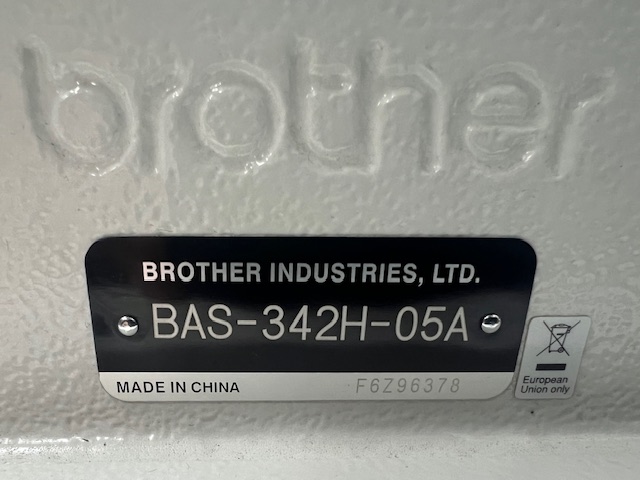 brother
BROTHER INDUSTRIES, LTD.
BAS-342H-05A
MADE IN CHINA F6Z96378
European
Union only